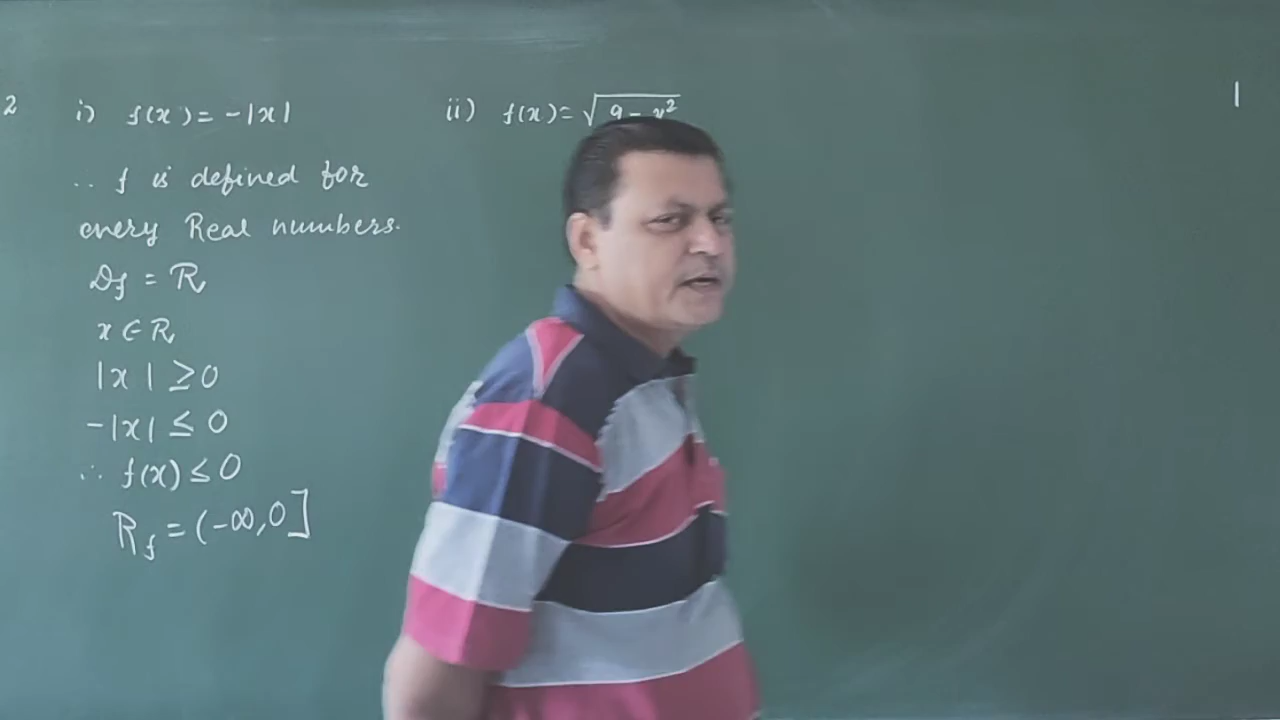 2
i) f(x) = -|x|
∴ f is defined for
every Real numbers.
Df = R
x ∈ R
|x| ≥ 0
-|x| ≤ 0
∴ f(x) ≤ 0
Rf = (-∞, 0]
ii) f(x) = √9 - x²
1